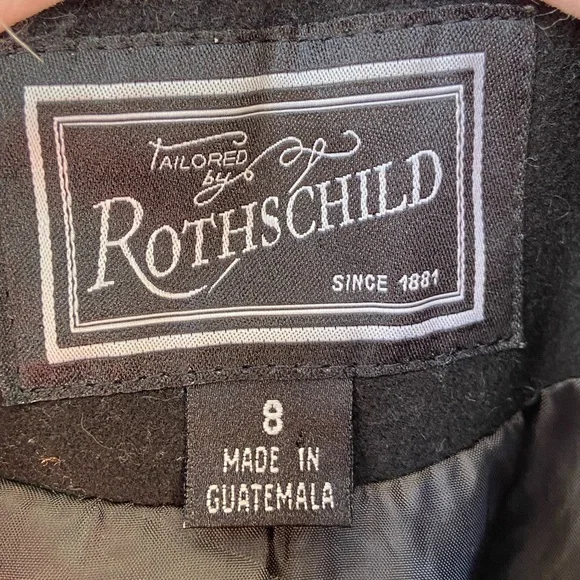 TAILORED
by
ROTHSCHILD
SINCE 1881
8
MADE IN
GUATEMALA